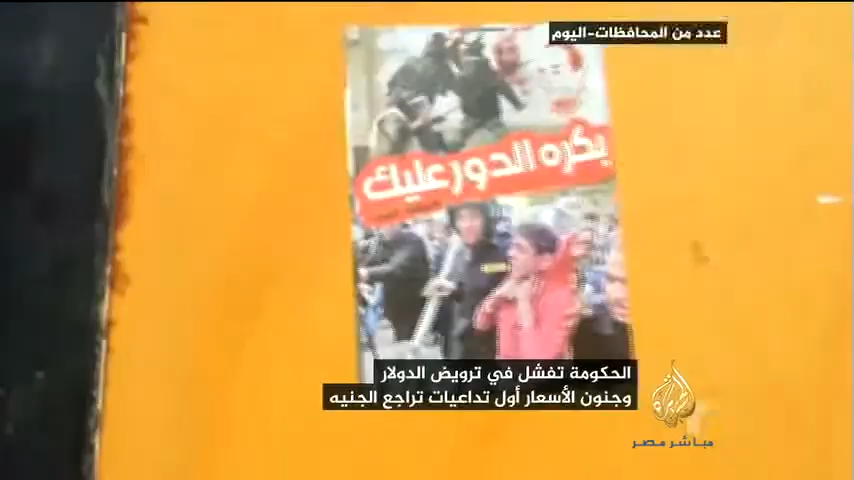 عدد من المحافظات-اليوم
بكره الدور عليك
الحكومة تفشل في ترويض الدولار
وجنون الأسعار أول تداعيات تراجع الجنيه
الجزيرة
مباشر مصر